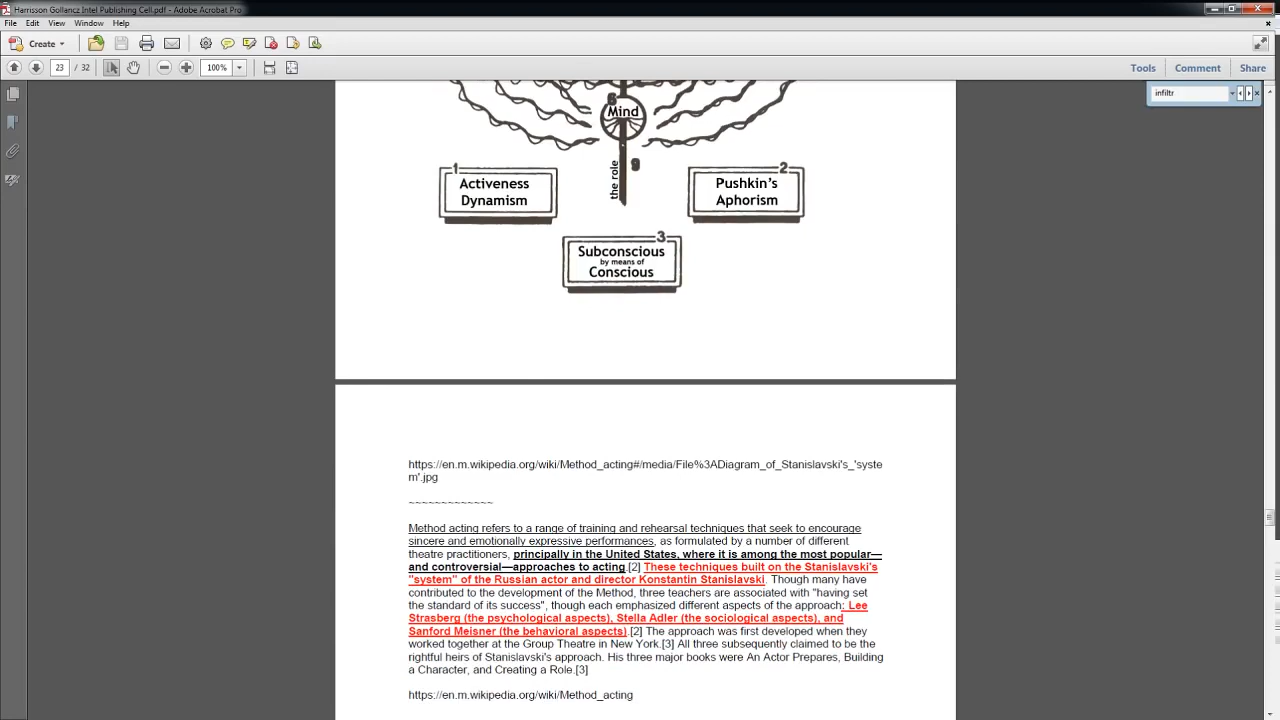 Harrisson Gollancz Intel Publishing Cell.pdf - Adobe Acrobat Pro
File Edit View Window Help
Create
23 / 32 100% Tools Comment Share
infiltr
6
Mind
the role
9
1
Activeness
Dynamism
2
Pushkin's
Aphorism
3
Subconscious
by means of
Conscious
https://en.m.wikipedia.org/wiki/Method_acting#/media/File%3ADiagram_of_Stanislavski's_'syste
m'.jpg
~~~~~~~~~~~~~
Method acting refers to a range of training and rehearsal techniques that seek to encourage
sincere and emotionally expressive performances, as formulated by a number of different
theatre practitioners, principally in the United States, where it is among the most popular—
and controversial—approaches to acting.[2] These techniques built on the Stanislavski's
"system" of the Russian actor and director Konstantin Stanislavski. Though many have
contributed to the development of the Method, three teachers are associated with "having set
the standard of its success", though each emphasized different aspects of the approach: Lee
Strasberg (the psychological aspects), Stella Adler (the sociological aspects), and
Sanford Meisner (the behavioral aspects).[2] The approach was first developed when they
worked together at the Group Theatre in New York.[3] All three subsequently claimed to be the
rightful heirs of Stanislavski's approach. His three major books were An Actor Prepares, Building
a Character, and Creating a Role.[3]
https://en.m.wikipedia.org/wiki/Method_acting